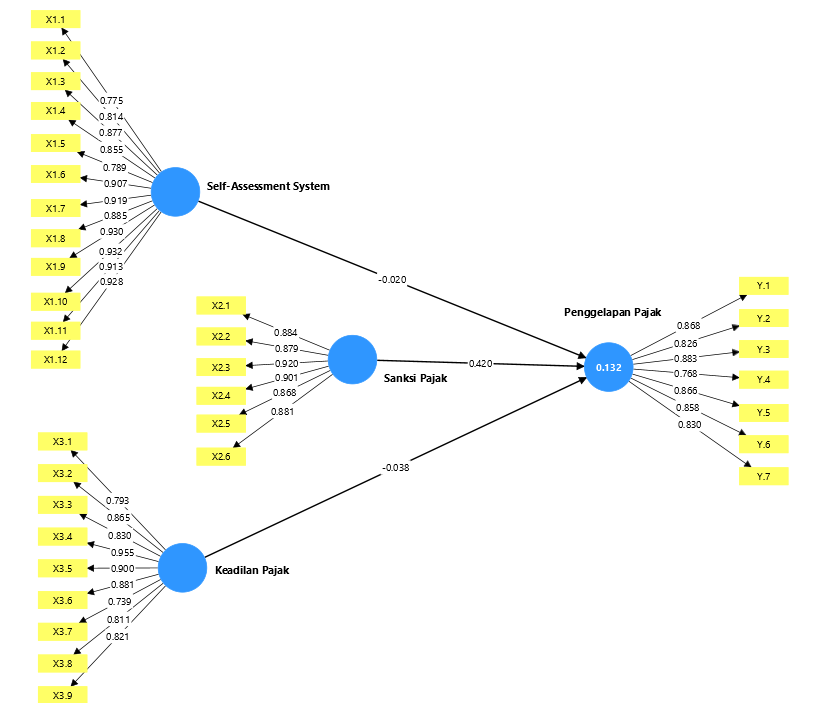 X1.1
X1.2
X1.3
X1.4
X1.5
X1.6
X1.7
X1.8
X1.9
X1.10
X1.11
X1.12
0.775
0.814
0.877
0.855
0.789
0.907
0.919
0.885
0.930
0.932
0.913
0.928
Self-Assessment System
-0.020
X2.1
X2.2
X2.3
X2.4
X2.5
X2.6
0.884
0.879
0.920
0.901
0.868
0.881
Sanksi Pajak
0.420
X3.1
X3.2
X3.3
X3.4
X3.5
X3.6
X3.7
X3.8
X3.9
0.793
0.865
0.830
0.955
0.900
0.881
0.739
0.811
0.821
Keadilan Pajak
-0.038
Penggelapan Pajak
0.132
0.868
0.826
0.883
0.768
0.866
0.858
0.830
Y.1
Y.2
Y.3
Y.4
Y.5
Y.6
Y.7